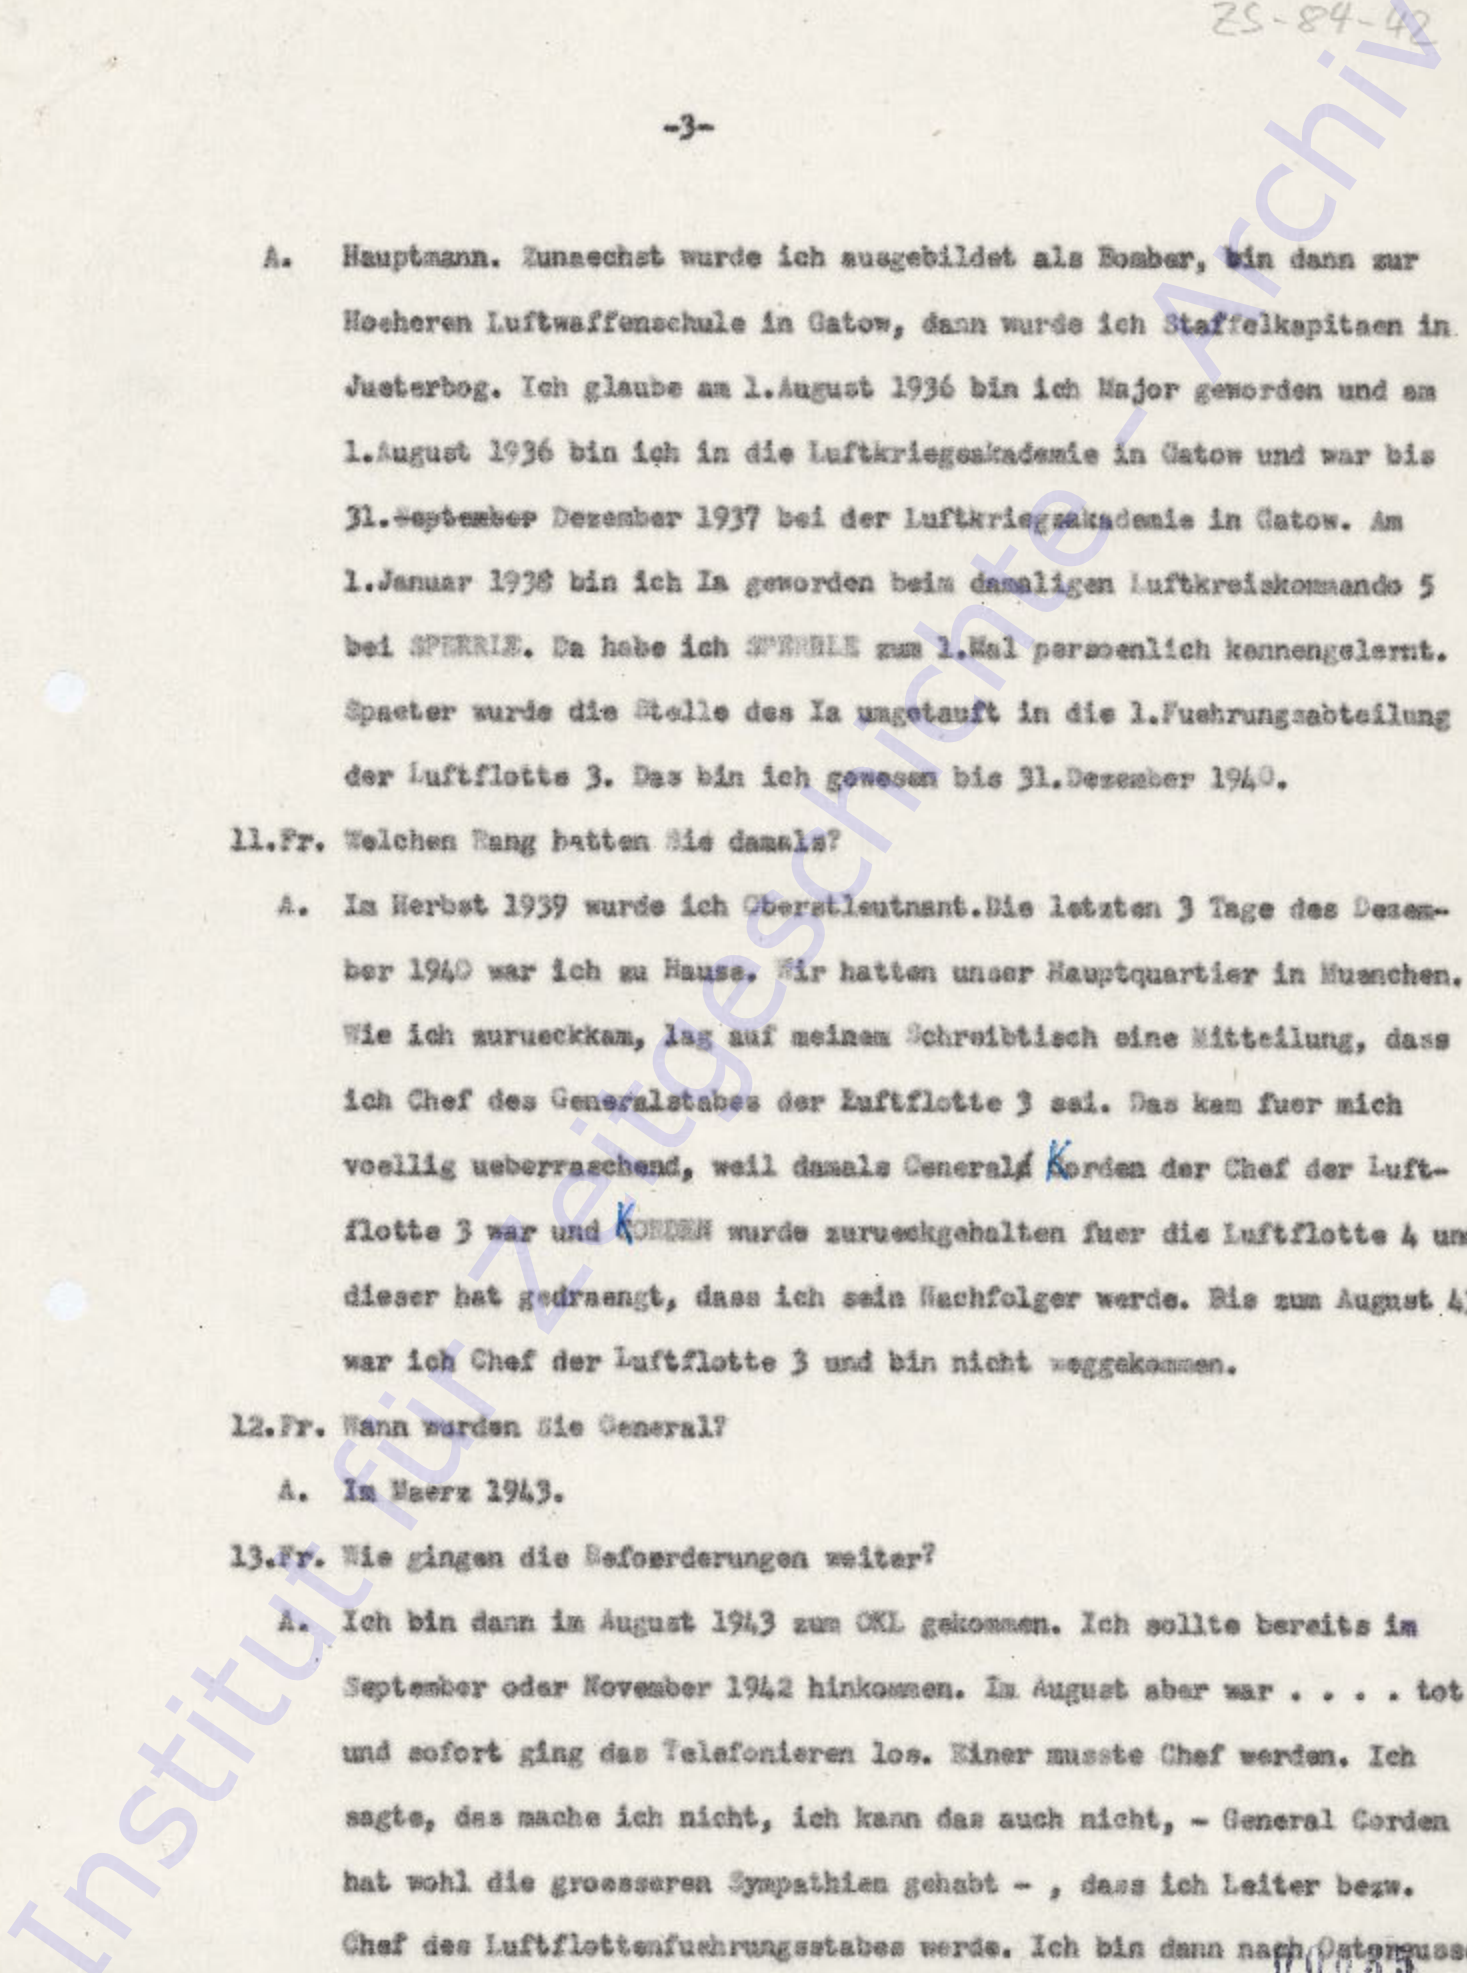 ZS-84-42
-3-
A. Hauptmann. Zunaechst wurde ich ausgebildet als Bomber, bin dann zur
Hoeheren Luftwaffenschule in Gatow, dann wurde ich Staffelkapitaen in
Jueterbog. Ich glaube am 1.August 1936 bin ich Major geworden und am
1.August 1936 bin ich in die Luftkriegsakademie in Gatow und war bis
31.September Dezember 1937 bei der Luftkriegsakademie in Gatow. Am
1.Januar 1938 bin ich Ia geworden beim damaligen Luftkreiskommando 5
bei SPERRLE. Da habe ich SPERRLE zum 1.Mal persoenlich kennengelernt.
Spaeter wurde die Stelle des Ia umgetauft in die 1.Fuehrungsabteilung
der Luftflotte 3. Das bin ich gewesen bis 31.Dezember 1940.
11.Fr. Welchen Rang hatten Sie damals?
A. Im Herbst 1939 wurde ich Oberstleutnant.Die letzten 3 Tage des Dezem-
ber 1940 war ich zu Hause. Wir hatten unser Hauptquartier in Muenchen.
Wie ich zurueckkam, lag auf meinem Schreibtisch eine Mitteilung, dass
ich Chef des Generalstabes der Luftflotte 3 sei. Das kam fuer mich
voellig ueberraschend, weil damals General Korden der Chef der Luft-
flotte 3 war und KORDEN wurde zurueckgehalten fuer die Luftflotte 4 un
dieser hat gedraengt, dass ich sein Nachfolger werde. Bis zum August 43
war ich Chef der Luftflotte 3 und bin nicht weggekommen.
12.Fr. Wann wurden Sie General?
A. Im Maerz 1943.
13.Fr. Wie gingen die Befoerderungen weiter?
A. Ich bin dann im August 1943 zum OKL gekommen. Ich sollte bereits im
September oder November 1942 hinkommen. Im August aber war . . . . tot
und sofort ging das Telefonieren los. Einer musste Chef werden. Ich
sagte, das mache ich nicht, ich kann das auch nicht, - General Corden
hat wohl die groesseren Sympathien gehabt - , dass ich Leiter bezw.
Chef des Luftflottenfuehrungsstabes werde. Ich bin dann nach
Institut für Zeitgeschichte - Archiv